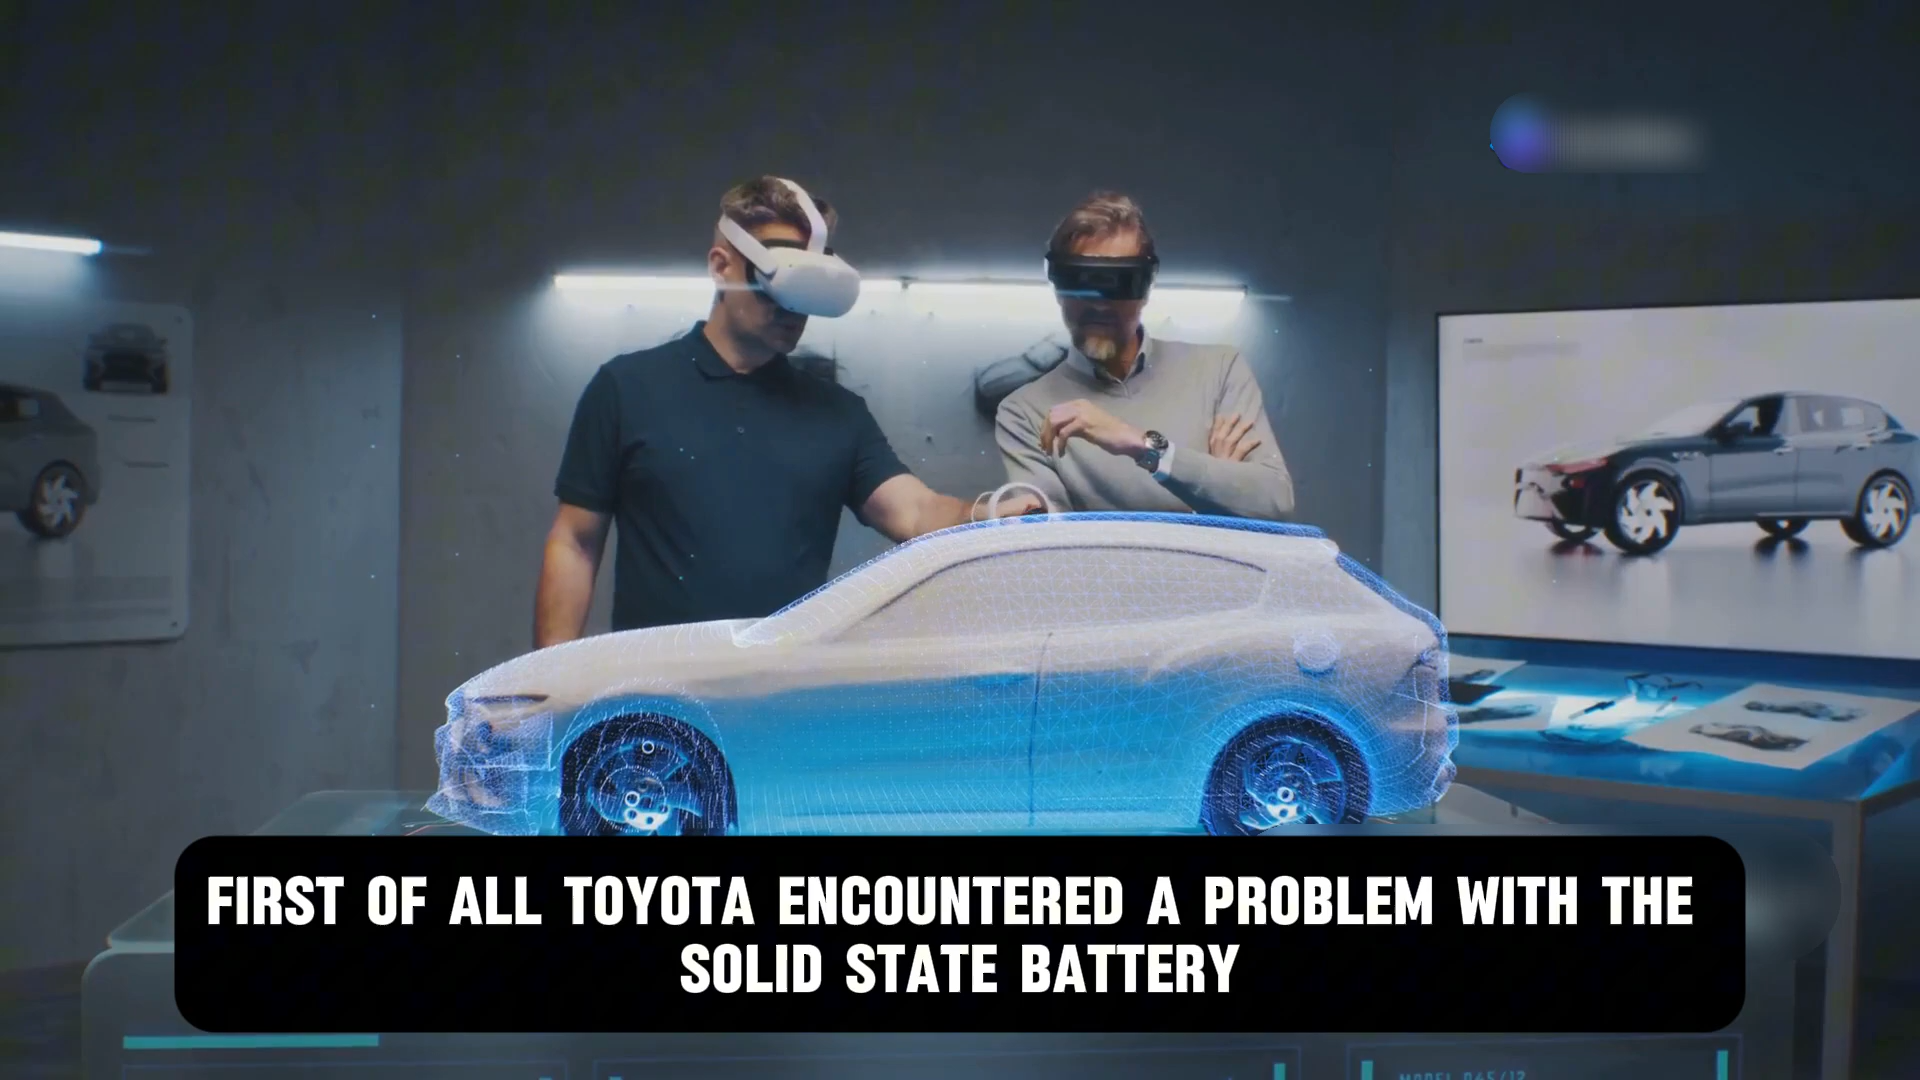 FIRST OF ALL TOYOTA ENCOUNTERED A PROBLEM WITH THE
SOLID STATE BATTERY